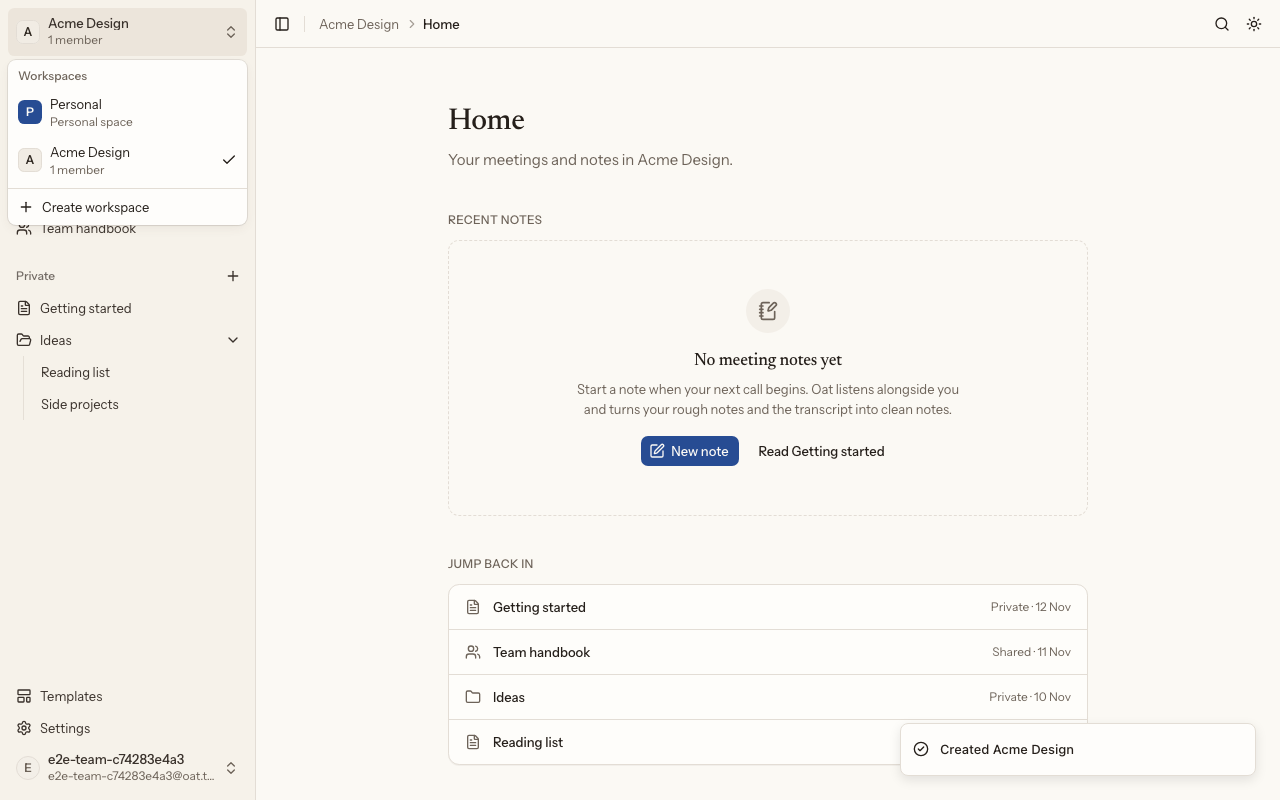 A
Acme Design
1 member
Workspaces
P
Personal
Personal space
A
Acme Design
1 member
Create workspace
Team handbook
Private
Getting started
Ideas
Reading list
Side projects
Templates
Settings
E
e2e-team-c74283e4a3
e2e-team-c74283e4a3@oat.t...
Acme Design
Home
Home
Your meetings and notes in Acme Design.
RECENT NOTES
No meeting notes yet
Start a note when your next call begins. Oat listens alongside you
and turns your rough notes and the transcript into clean notes.
New note
Read Getting started
JUMP BACK IN
Getting started
Private · 12 Nov
Team handbook
Shared · 11 Nov
Ideas
Private · 10 Nov
Reading list
Created Acme Design